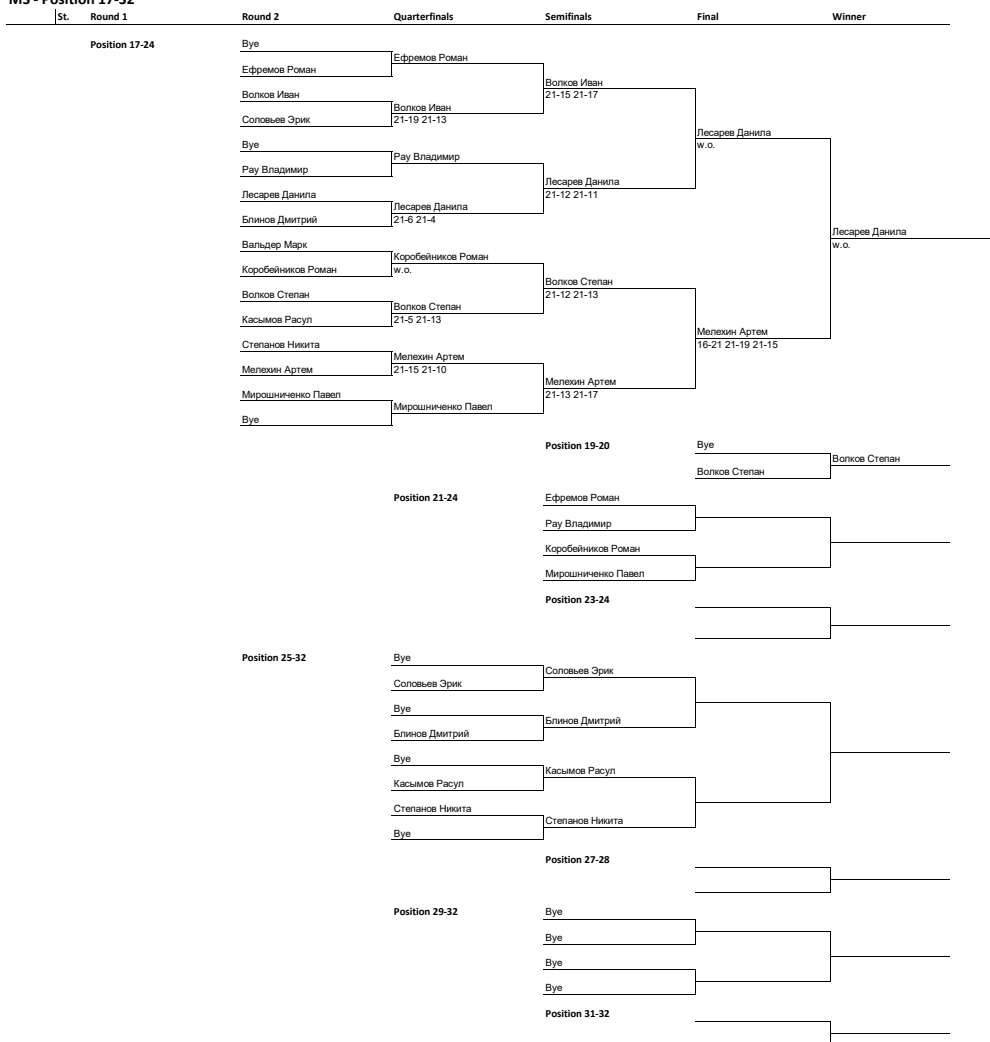 MS - Position 17-32
St. Round 1 Round 2 Quarterfinals Semifinals Final Winner
Position 17-24 Bye
Ефремов Роман
Ефремов Роман
Волков Иван
Волков Иван
21-15 21-17
Волков Иван
Соловьев Эрик 21-19 21-13
Лесарев Данила
Bye w.o.
Рау Владимир
Рау Владимир
Лесарев Данила
Лесарев Данила 21-12 21-11
Лесарев Данила
Блинов Дмитрий 21-6 21-4
Лесарев Данила
Вальдер Марк w.o.
Коробейников Роман
Коробейников Роман w.o.
Волков Степан
Волков Степан 21-12 21-13
Волков Степан
Касымов Расул 21-5 21-13
Мелехин Артем
Степанов Никита 16-21 21-19 21-15
Мелехин Артем
Мелехин Артем 21-15 21-10
Мелехин Артем
Мирошниченко Павел 21-13 21-17
Мирошниченко Павел
Bye
Position 19-20 Bye
Волков Степан
Волков Степан
Position 21-24 Ефремов Роман
Рау Владимир
Коробейников Роман
Мирошниченко Павел
Position 23-24
Position 25-32 Bye
Соловьев Эрик
Соловьев Эрик
Bye
Блинов Дмитрий
Блинов Дмитрий
Bye
Касымов Расул
Касымов Расул
Степанов Никита
Степанов Никита
Bye
Position 27-28
Position 29-32 Bye
Bye
Bye
Bye
Position 31-32